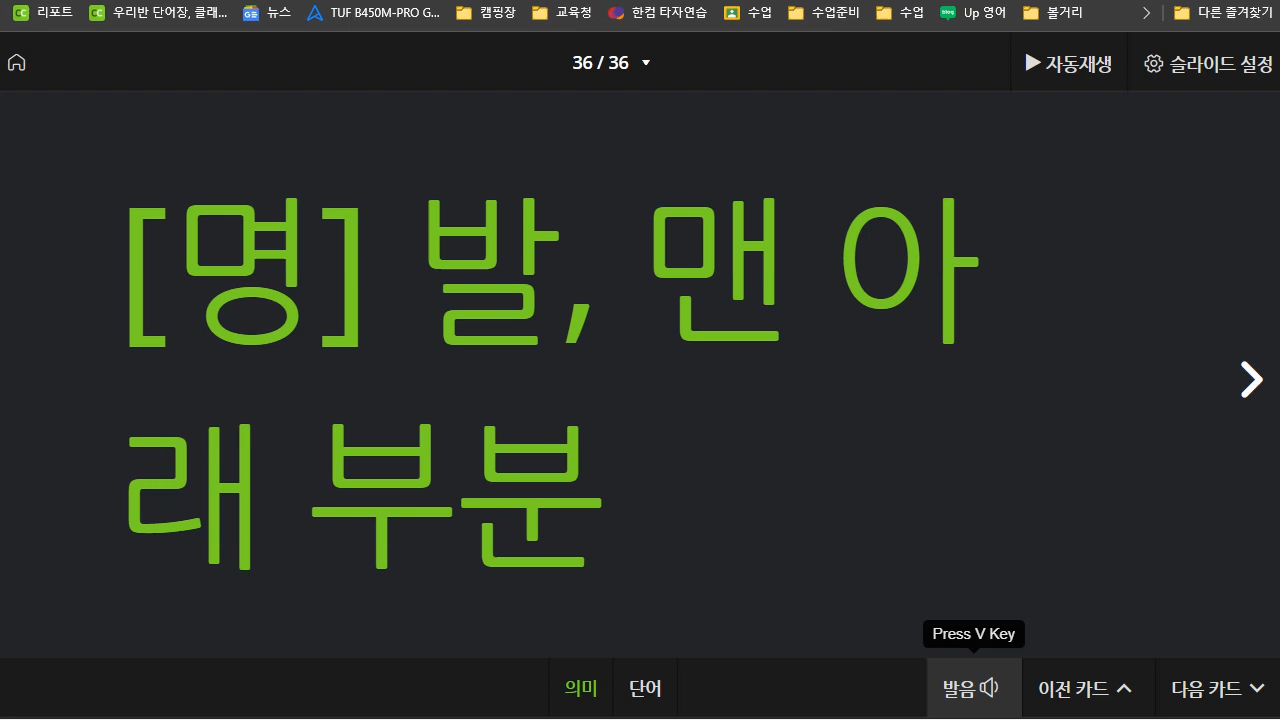 리포트 우리반 단어장, 클래... 뉴스 TUF B450M-PRO G... 캠핑장 교육청 한컴 타자연습 수업 수업준비 수업 Up 영어 볼거리 다른 즐겨찾기
36 / 36 자동재생 슬라이드 설정
[명] 발, 맨 아
래 부분
Press V Key
의미 단어 발음 이전 카드 다음 카드